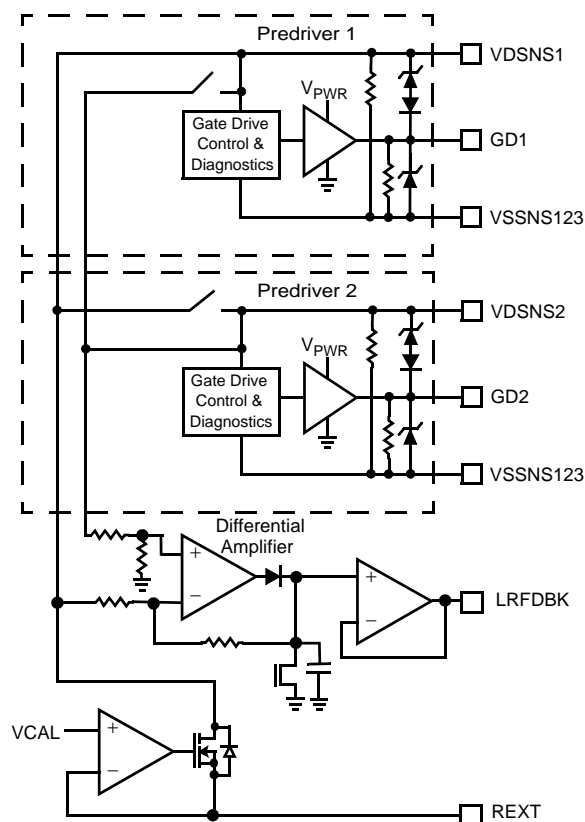 Predriver 1
VDSNS1
VPWR
Gate Drive
Control &
Diagnostics
GD1
VSSNS123
Predriver 2
VDSNS2
VPWR
Gate Drive
Control &
Diagnostics
GD2
VSSNS123
Differential
Amplifier
+
−
+
−
LRFDBK
VCAL
+
−
REXT